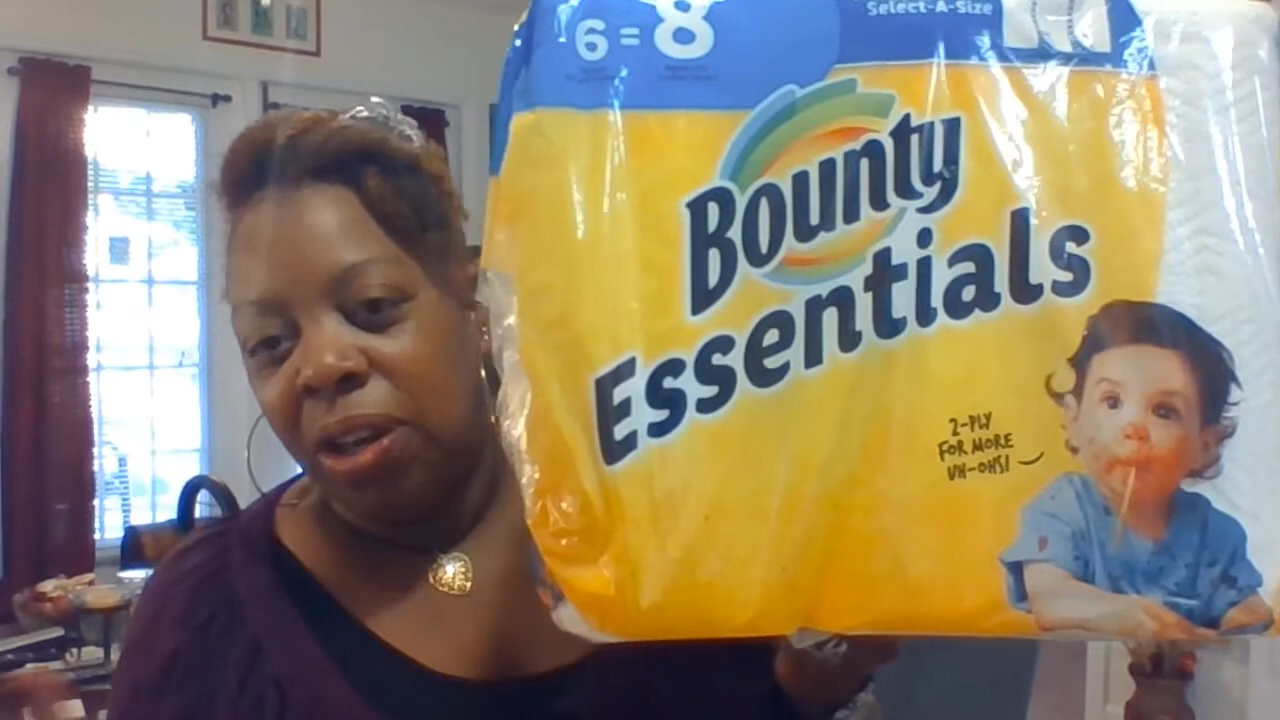 6 = 8
Select-A-Size
Bounty
Essentials
2-PLY
FOR MORE
UH-OHS!